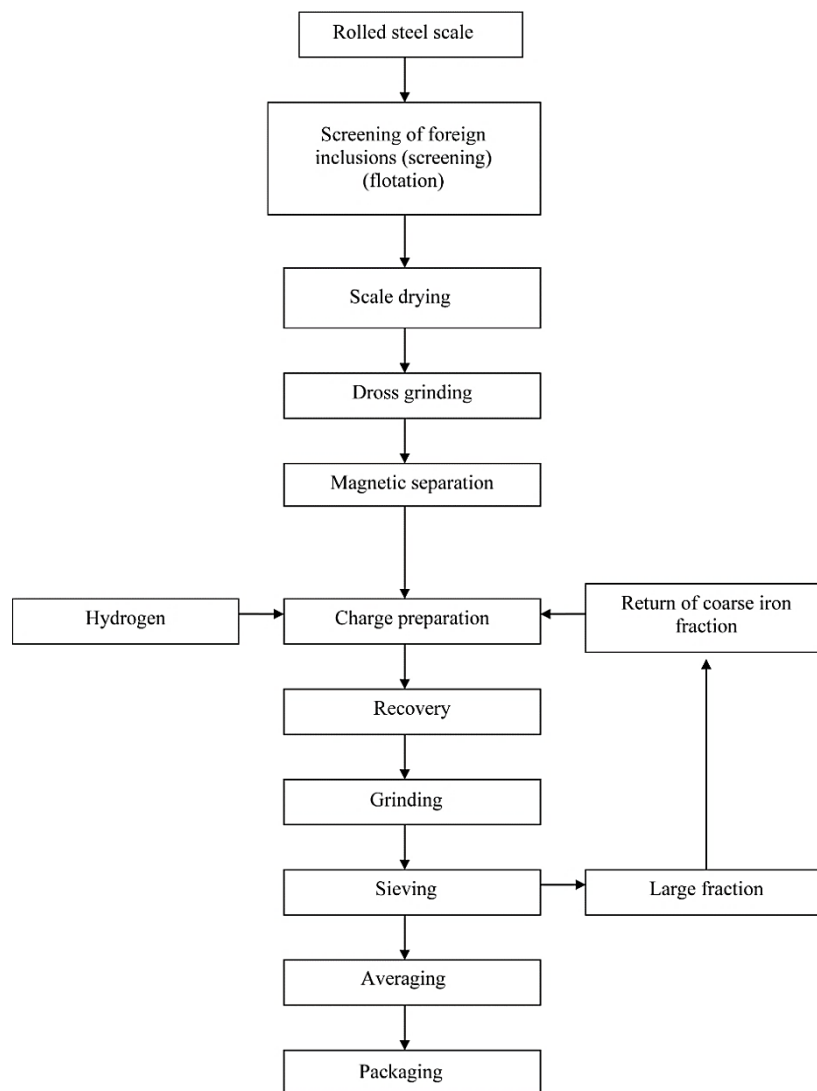 Rolled steel scale
Screening of foreign
inclusions (screening)
(flotation)
Scale drying
Dross grinding
Magnetic separation
Hydrogen
Charge preparation
Return of coarse iron
fraction
Recovery
Grinding
Sieving
Large fraction
Averaging
Packaging